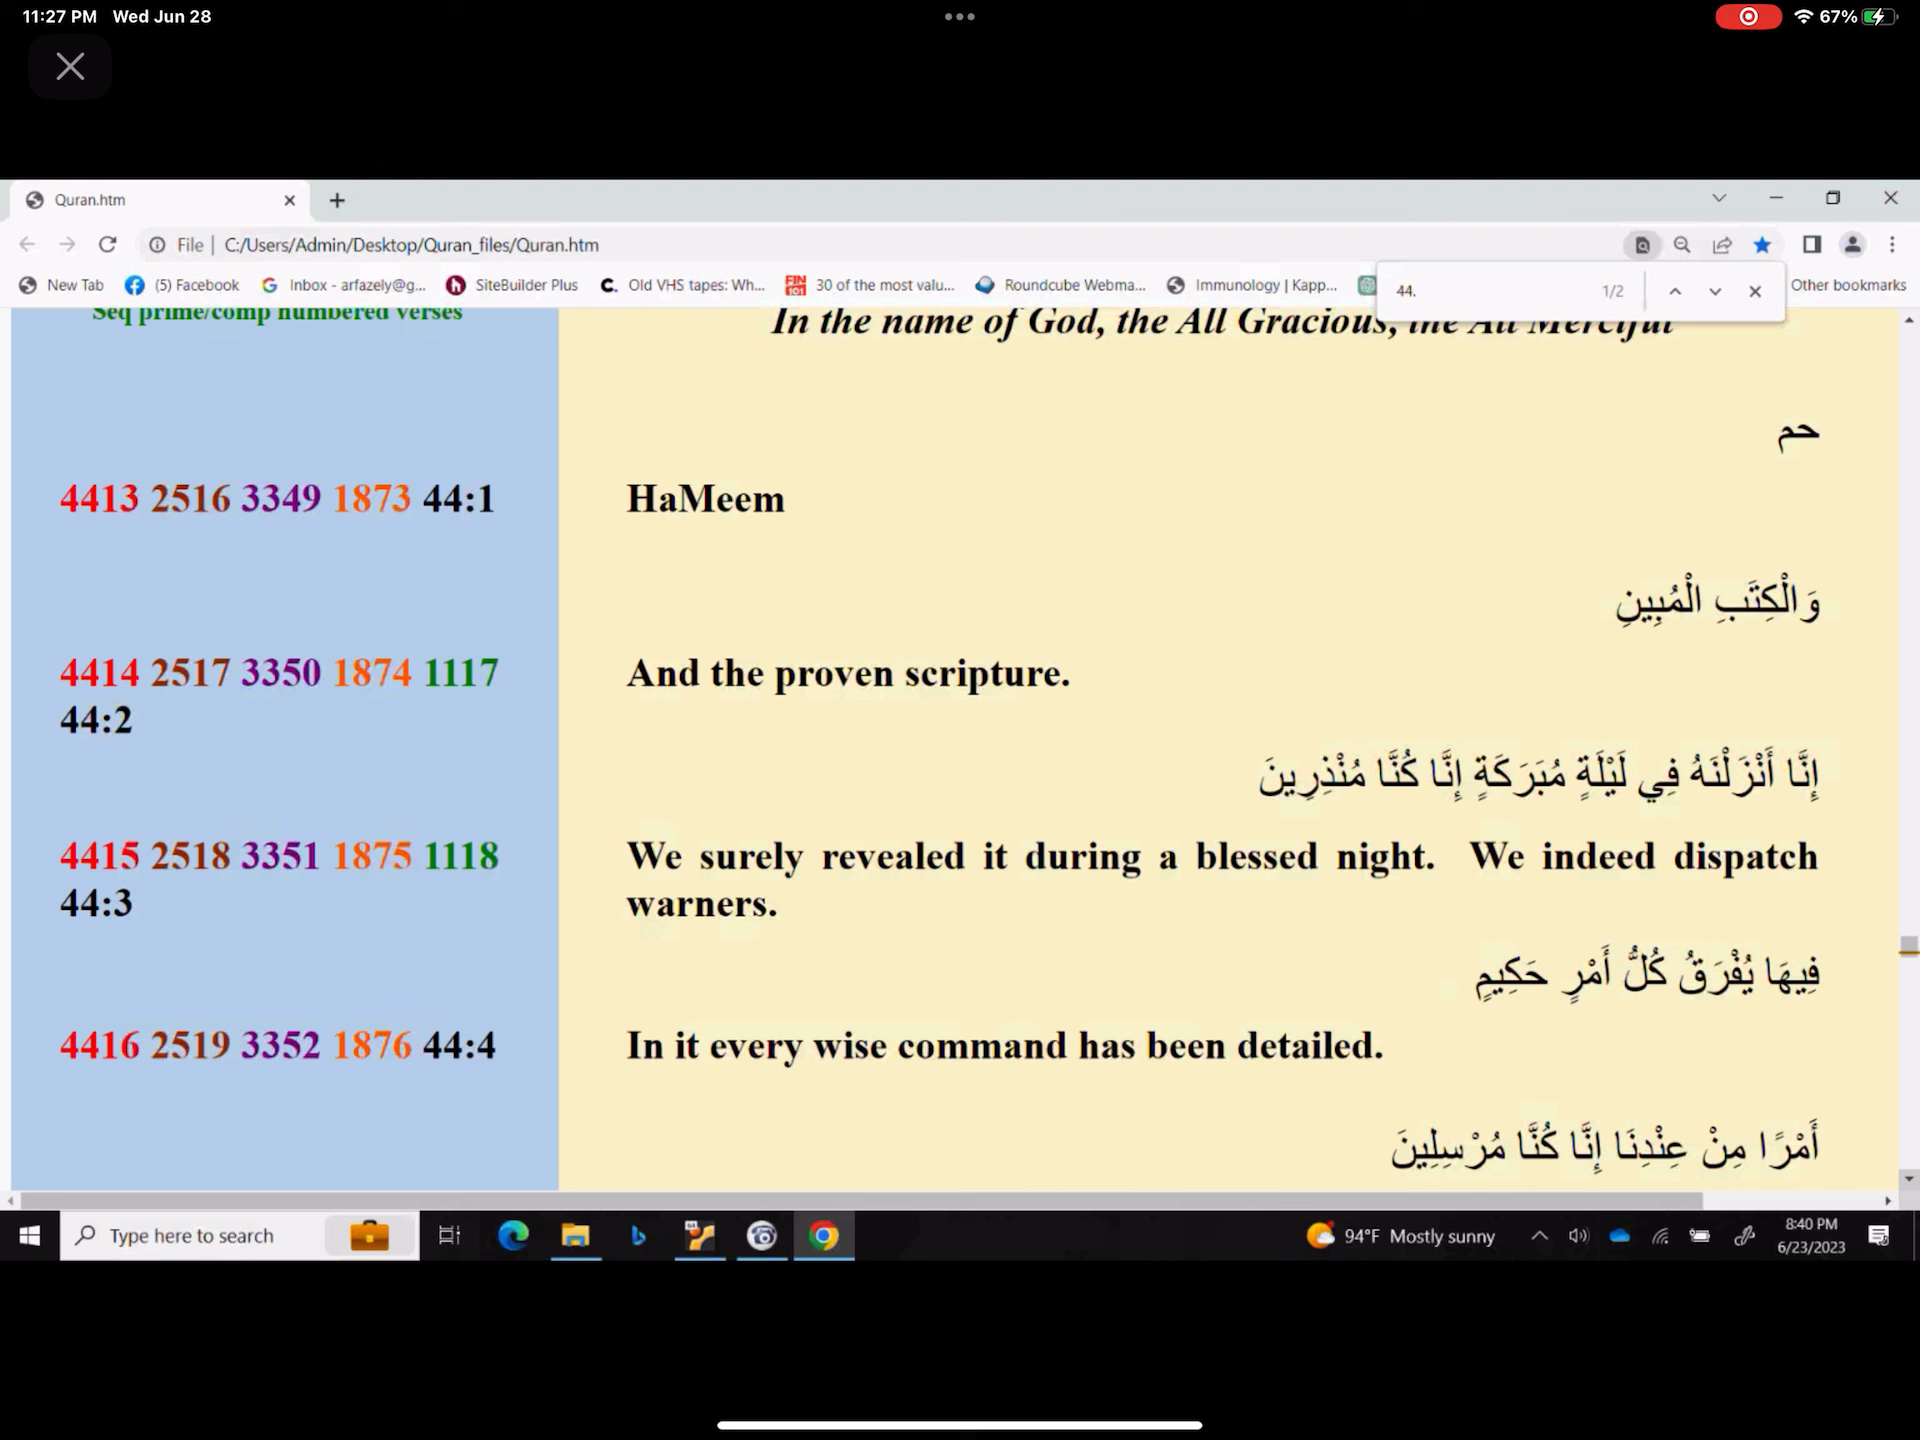 11:27 PM Wed Jun 28
67%
Quran.htm
File | C:/Users/Admin/Desktop/Quran_files/Quran.htm
New Tab (5) Facebook Inbox - arfazely@g... SiteBuilder Plus Old VHS tapes: Wh... FIN 101 30 of the most valu... Roundcube Webma... Immunology | Kapp... Other bookmarks
44. 1/2
Seq prime/comp numbered verses
In the name of God, the All Gracious, the All Merciful
حم
4413 2516 3349 1873 44:1
HaMeem
وَالْكِتَبِ الْمُبِينِ
4414 2517 3350 1874 1117
44:2
And the proven scripture.
إِنَّا أَنْزَلْنَهُ فِي لَيْلَةٍ مُبَرَكَةٍ إِنَّا كُنَّا مُنْذِرِينَ
4415 2518 3351 1875 1118
44:3
We surely revealed it during a blessed night. We indeed dispatch
warners.
فِيهَا يُفْرَقُ كُلُّ أَمْرٍ حَكِيمٍ
4416 2519 3352 1876 44:4
In it every wise command has been detailed.
أَمْرًا مِنْ عِنْدِنَا إِنَّا كُنَّا مُرْسِلِينَ
Type here to search
94°F Mostly sunny
8:40 PM
6/23/2023